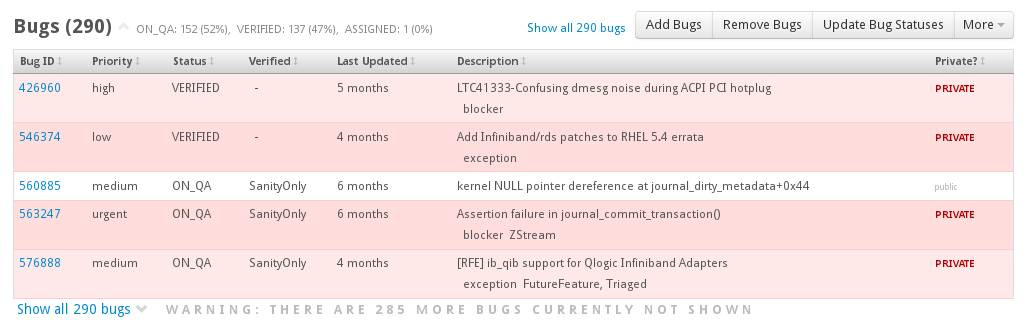 Bugs (290) ON_QA: 152 (52%), VERIFIED: 137 (47%), ASSIGNED: 1 (0%) Show all 290 bugs Add Bugs Remove Bugs Update Bug Statuses More
Bug ID Priority Status Verified Last Updated Description Private?
426960 high VERIFIED - 5 months LTC41333-Confusing dmesg noise during ACPI PCI hotplug PRIVATE
blocker
546374 low VERIFIED - 4 months Add Infiniband/rds patches to RHEL 5.4 errata PRIVATE
exception
560885 medium ON_QA SanityOnly 6 months kernel NULL pointer dereference at journal_dirty_metadata+0x44 public
563247 urgent ON_QA SanityOnly 6 months Assertion failure in journal_commit_transaction() PRIVATE
blocker ZStream
576888 medium ON_QA SanityOnly 4 months [RFE] ib_qib support for Qlogic Infiniband Adapters PRIVATE
exception FutureFeature, Triaged
Show all 290 bugs WARNING: THERE ARE 285 MORE BUGS CURRENTLY NOT SHOWN